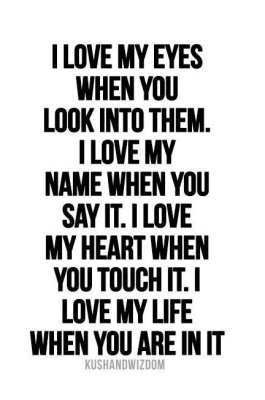 I LOVE MY EYES
WHEN YOU
LOOK INTO THEM.
I LOVE MY
NAME WHEN YOU
SAY IT. I LOVE
MY HEART WHEN
YOU TOUCH IT. I
LOVE MY LIFE
WHEN YOU ARE IN IT
KUSHANDWIZDOM